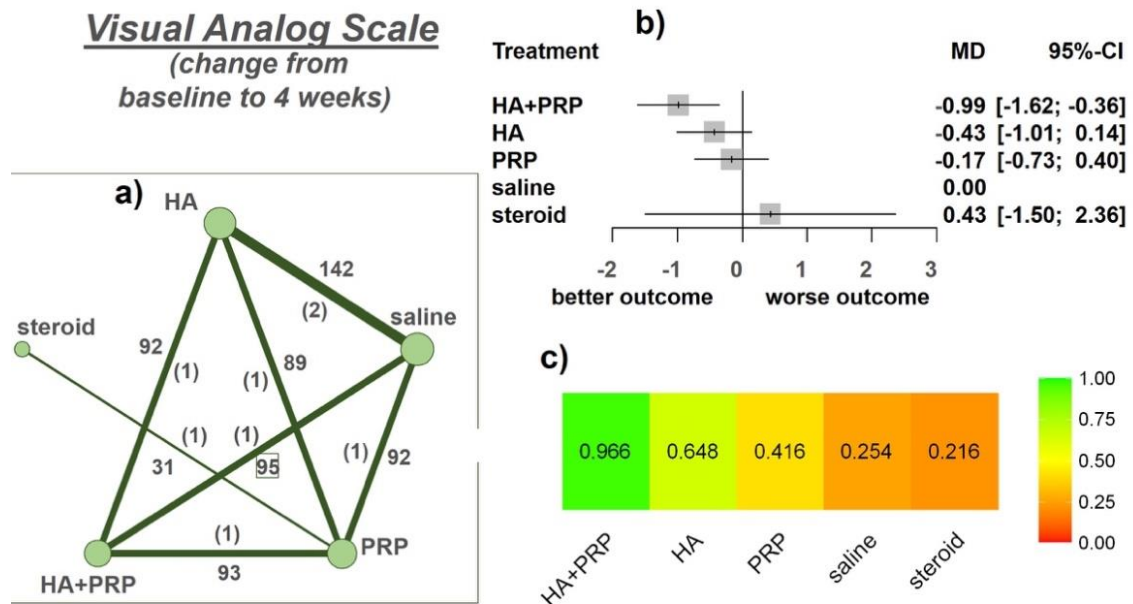 Visual Analog Scale
(change from
baseline to 4 weeks)
a)
HA
142
(2)
saline
steroid
92
(1)
89
(1)
(1)
(1)
31
95
(1)
92
(1)
93
PRP
HA+PRP
b)
Treatment MD 95%-CI
HA+PRP -0.99 [-1.62; -0.36]
HA -0.43 [-1.01; 0.14]
PRP -0.17 [-0.73; 0.40]
saline 0.00
steroid 0.43 [-1.50; 2.36]
-2 -1 0 1 2 3
better outcome worse outcome
c)
0.966 0.648 0.416 0.254 0.216
HA+PRP HA PRP saline steroid
1.00
0.75
0.50
0.25
0.00